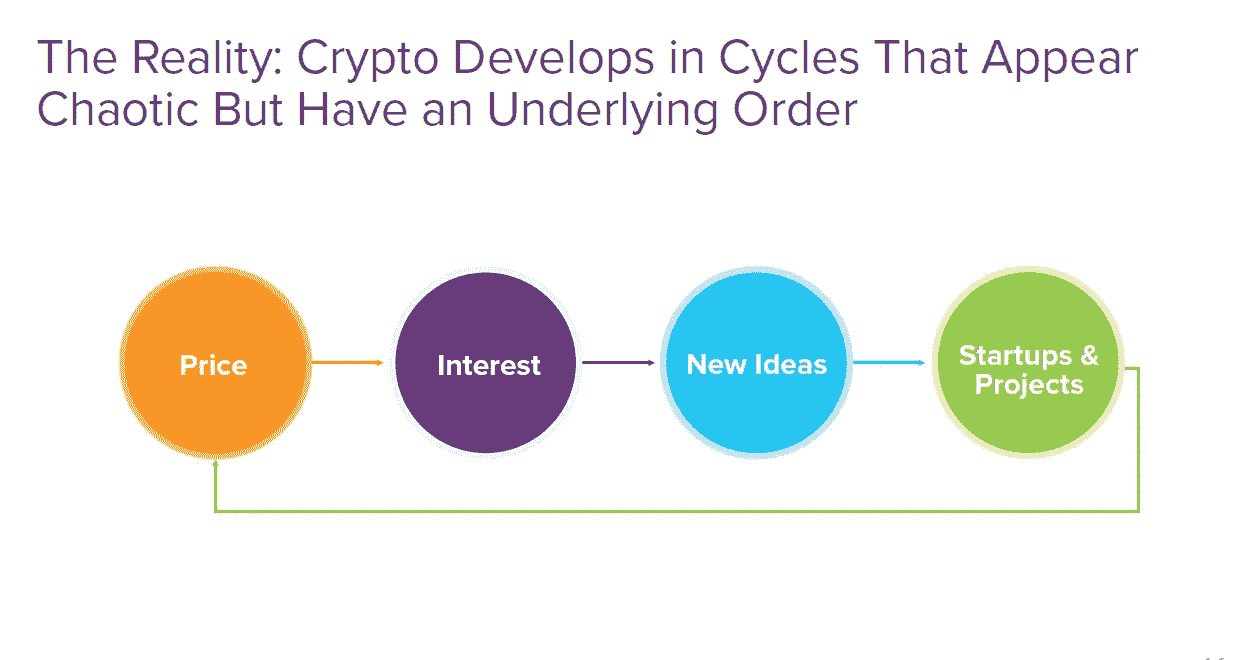 The Reality: Crypto Develops in Cycles That Appear
Chaotic But Have an Underlying Order
Price
Interest
New Ideas
Startups &
Projects